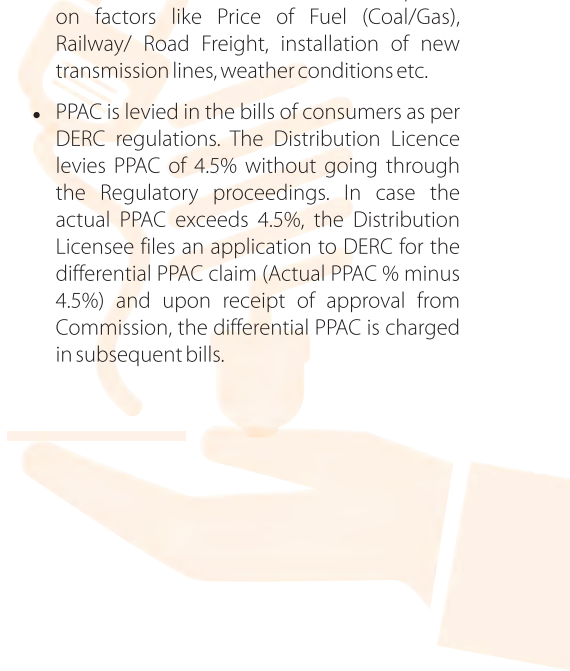 on factors like Price of Fuel (Coal/Gas),
Railway/ Road Freight, installation of new
transmission lines, weather conditions etc.
• PPAC is levied in the bills of consumers as per
DERC regulations. The Distribution Licence
levies PPAC of 4.5% without going through
the Regulatory proceedings. In case the
actual PPAC exceeds 4.5%, the Distribution
Licensee files an application to DERC for the
differential PPAC claim (Actual PPAC % minus
4.5%) and upon receipt of approval from
Commission, the differential PPAC is charged
in subsequent bills.